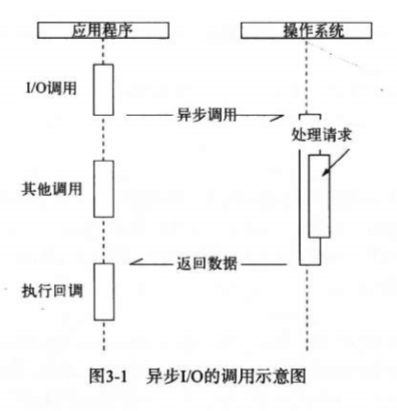 应用程序
操作系统
I/O调用
异步调用
处理请求
其他调用
返回数据
执行回调
图3-1 异步I/O的调用示意图